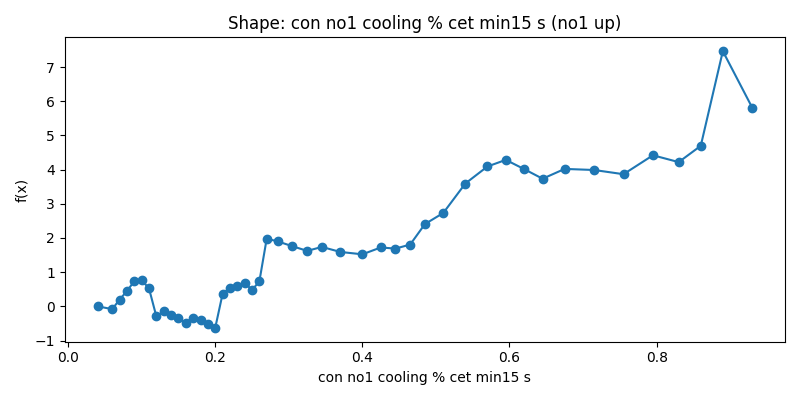 Shape: con no1 cooling % cet min15 s (no1 up)
f(x)
7
6
5
4
3
2
1
0
−1
0.0 0.2 0.4 0.6 0.8
con no1 cooling % cet min15 s